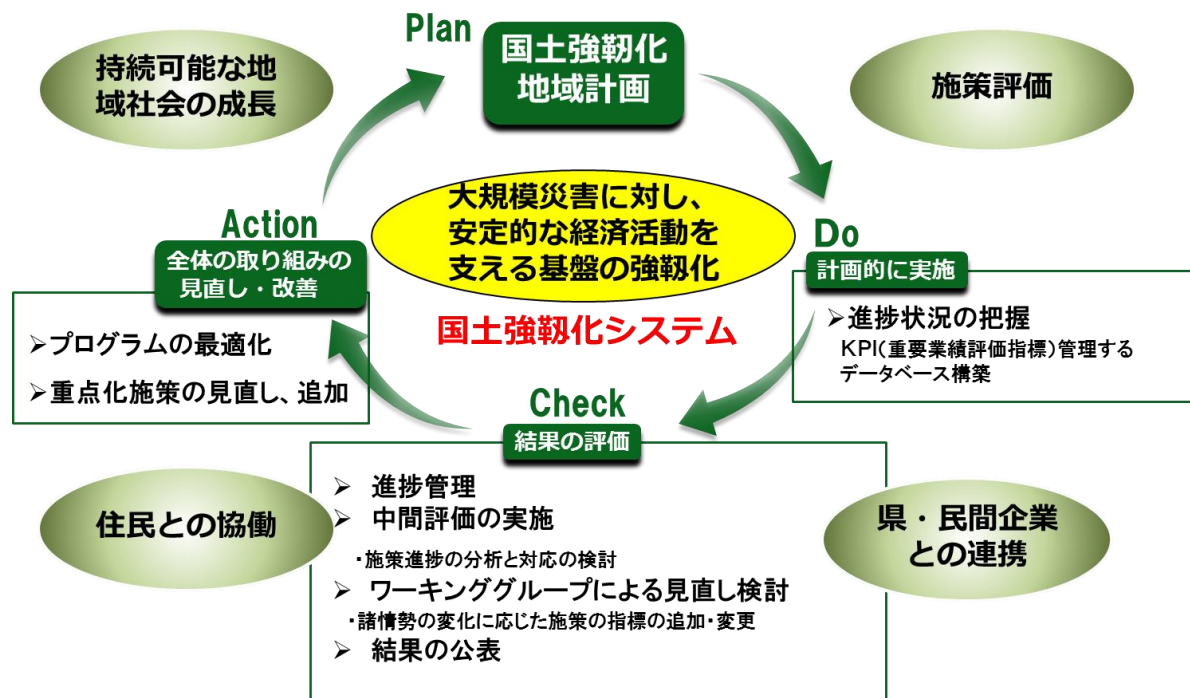 Plan
国土強靭化
地域計画
持続可能な地
域社会の成長
施策評価
大規模災害に対し、
安定的な経済活動を
支える基盤の強靭化
国土強靭化システム
Do
計画的に実施
➢進捗状況の把握
KPI(重要業績評価指標)管理する
データベース構築
Action
全体の取り組みの
見直し・改善
➢プログラムの最適化
➢重点化施策の見直し、追加
Check
結果の評価
➢ 進捗管理
➢ 中間評価の実施
・施策進捗の分析と対応の検討
➢ ワーキンググループによる見直し検討
・諸情勢の変化に応じた施策の指標の追加・変更
➢ 結果の公表
住民との協働
県・民間企業
との連携